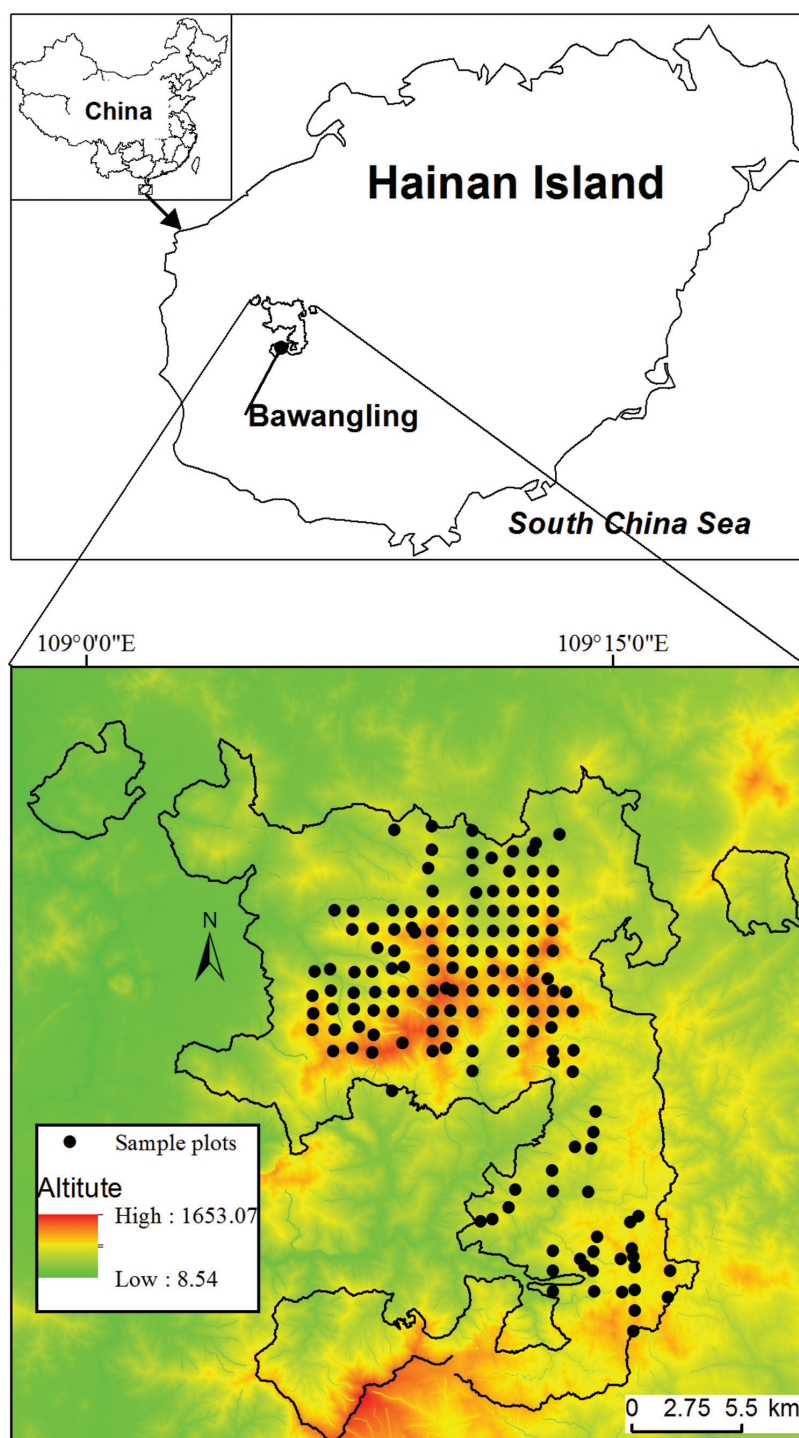 China
Hainan Island
Bawangling
South China Sea
109°0'0"E
109°15'0"E
N
Sample plots
Altitute
High : 1653.07
Low : 8.54
0 2.75 5.5 km